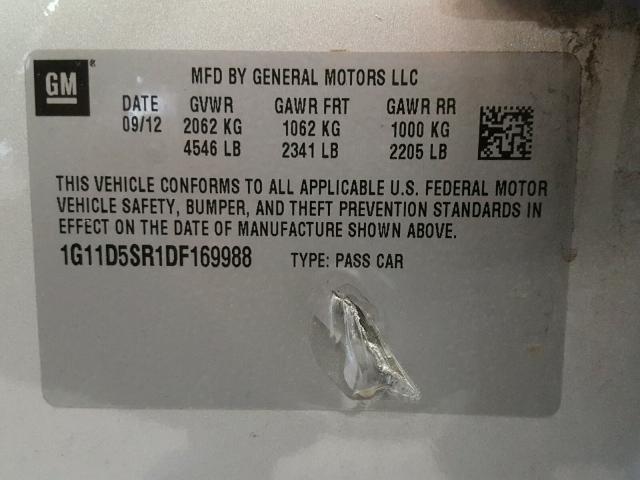 GM®
MFD BY GENERAL MOTORS LLC
DATE GVWR GAWR FRT GAWR RR
09/12 2062 KG 1062 KG 1000 KG
4546 LB 2341 LB 2205 LB
THIS VEHICLE CONFORMS TO ALL APPLICABLE U.S. FEDERAL MOTOR
VEHICLE SAFETY, BUMPER, AND THEFT PREVENTION STANDARDS IN
EFFECT ON THE DATE OF MANUFACTURE SHOWN ABOVE.
1G11D5SR1DF169988 TYPE: PASS CAR